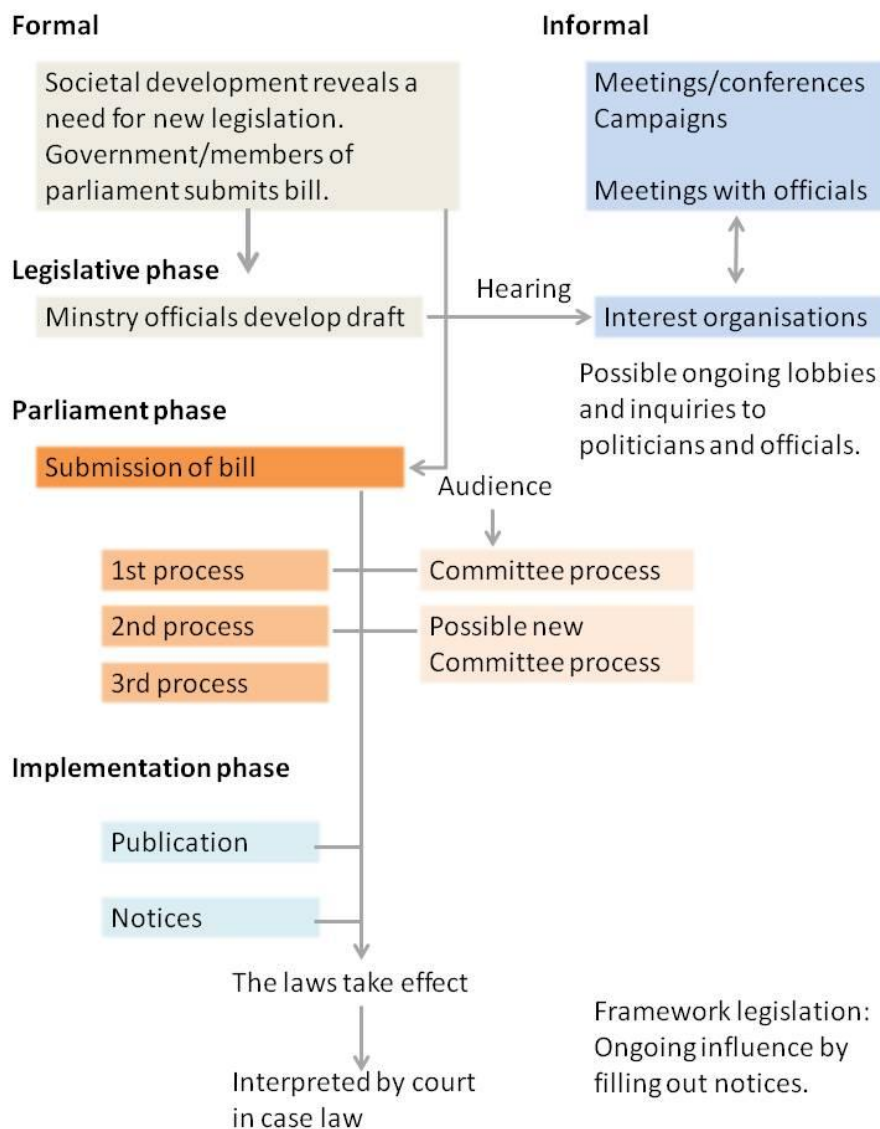 Formal
Informal
Societal development reveals a
need for new legislation.
Government/members of
parliament submits bill.
Meetings/conferences
Campaigns
Meetings with officials
Legislative phase
Minstry officials develop draft
Hearing
Interest organisations
Possible ongoing lobbies
and inquiries to
politicians and officials.
Parliament phase
Submission of bill
Audience
1st process
Committee process
2nd process
Possible new
Committee process
3rd process
Implementation phase
Publication
Notices
The laws take effect
Framework legislation:
Ongoing influence by
filling out notices.
Interpreted by court
in case law